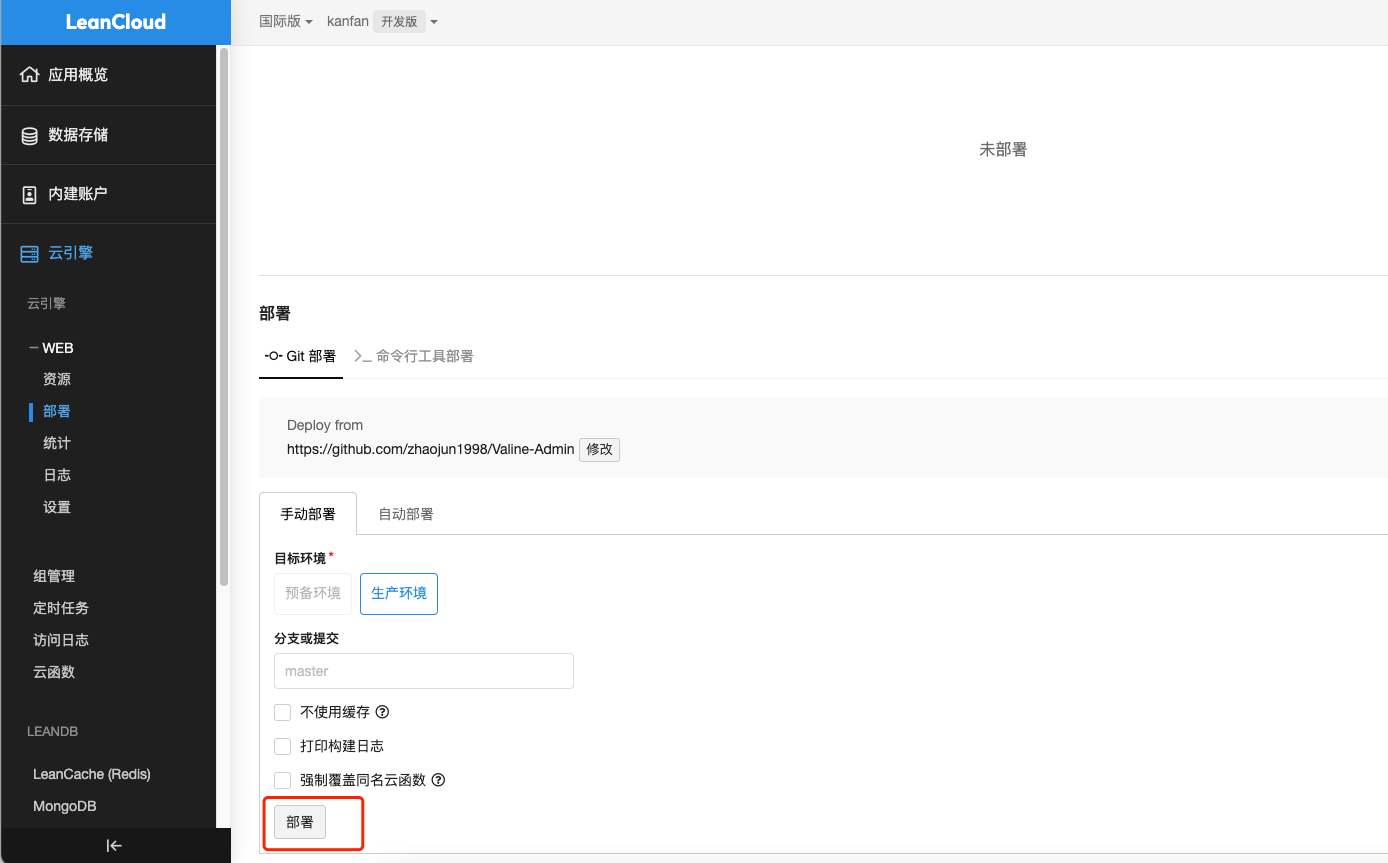 LeanCloud
国际版
kanfan 开发版
应用概览
数据存储
内建账户
云引擎
云引擎
WEB
资源
部署
统计
日志
设置
组管理
定时任务
访问日志
云函数
LEANDB
LeanCache (Redis)
MongoDB
未部署
部署
Git 部署
命令行工具部署
Deploy from
https://github.com/zhaojun1998/Valine-Admin 修改
手动部署
自动部署
目标环境*
预备环境
生产环境
分支或提交
master
不使用缓存
打印构建日志
强制覆盖同名云函数
部署